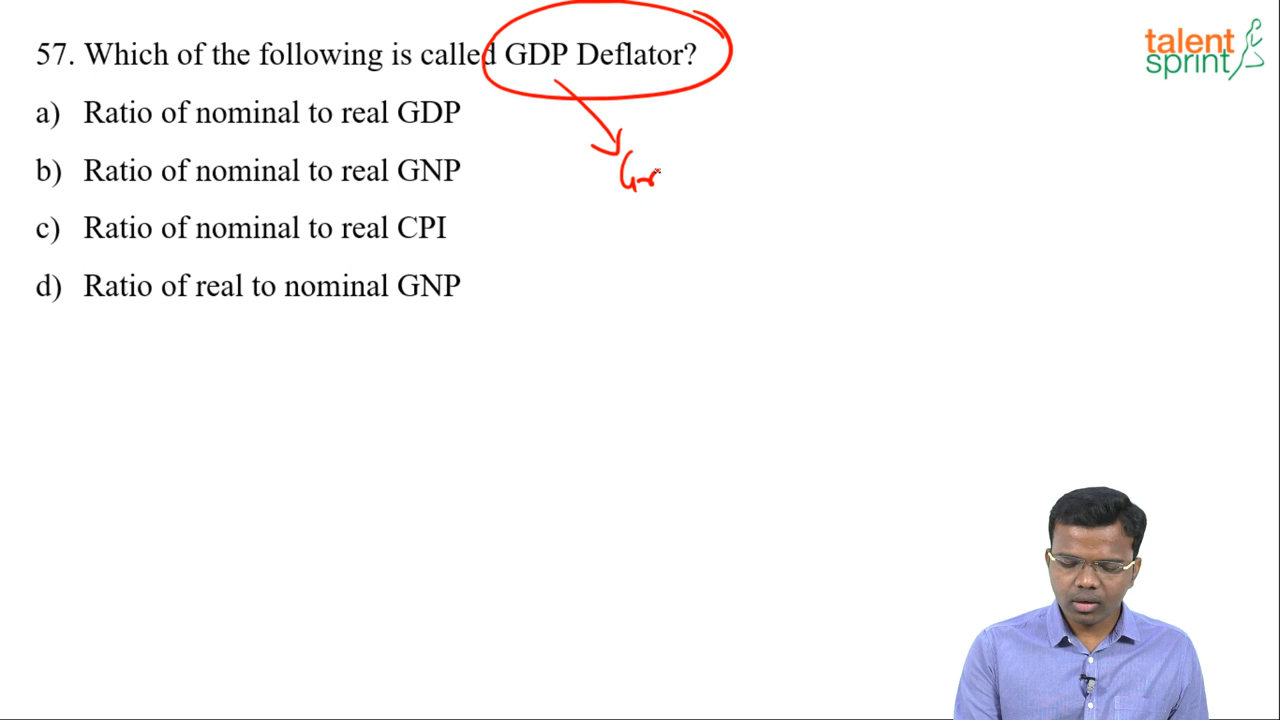 57. Which of the following is called GDP Deflator?
a) Ratio of nominal to real GDP
b) Ratio of nominal to real GNP
c) Ratio of nominal to real CPI
d) Ratio of real to nominal GNP
talent
sprint